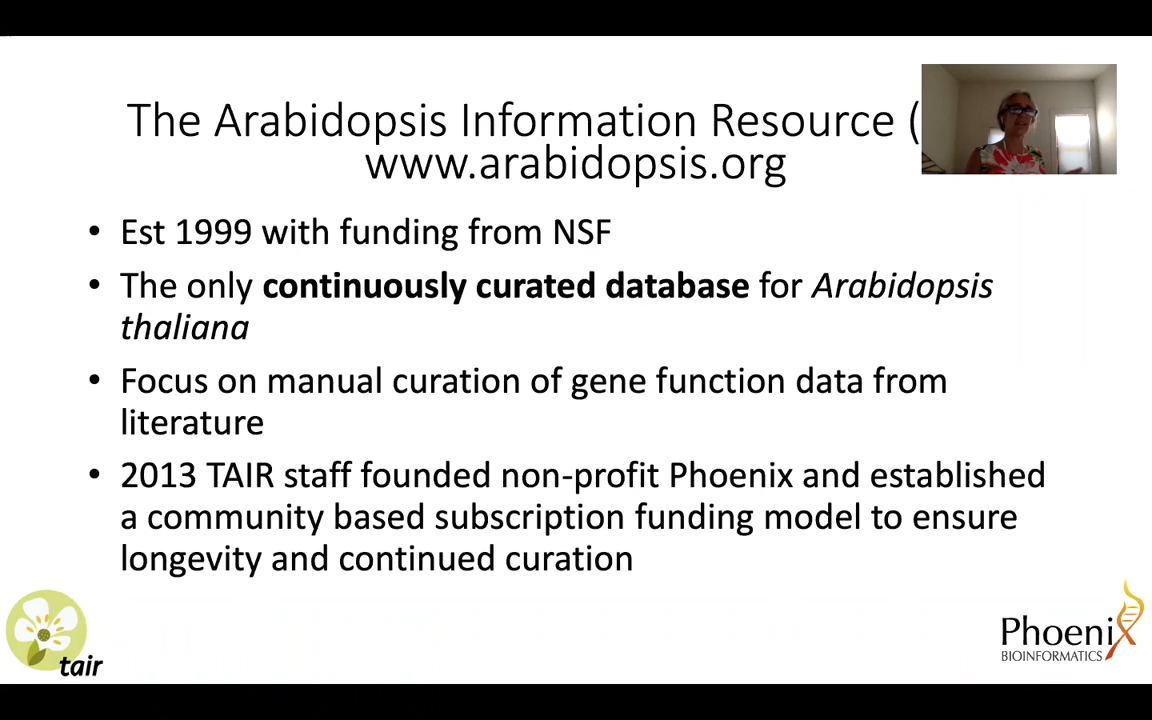 The Arabidopsis Information Resource (
www.arabidopsis.org
• Est 1999 with funding from NSF
• The only continuously curated database for Arabidopsis
thaliana
• Focus on manual curation of gene function data from
literature
• 2013 TAIR staff founded non-profit Phoenix and established
a community based subscription funding model to ensure
longevity and continued curation
tair
Phoenix
BIOINFORMATICS